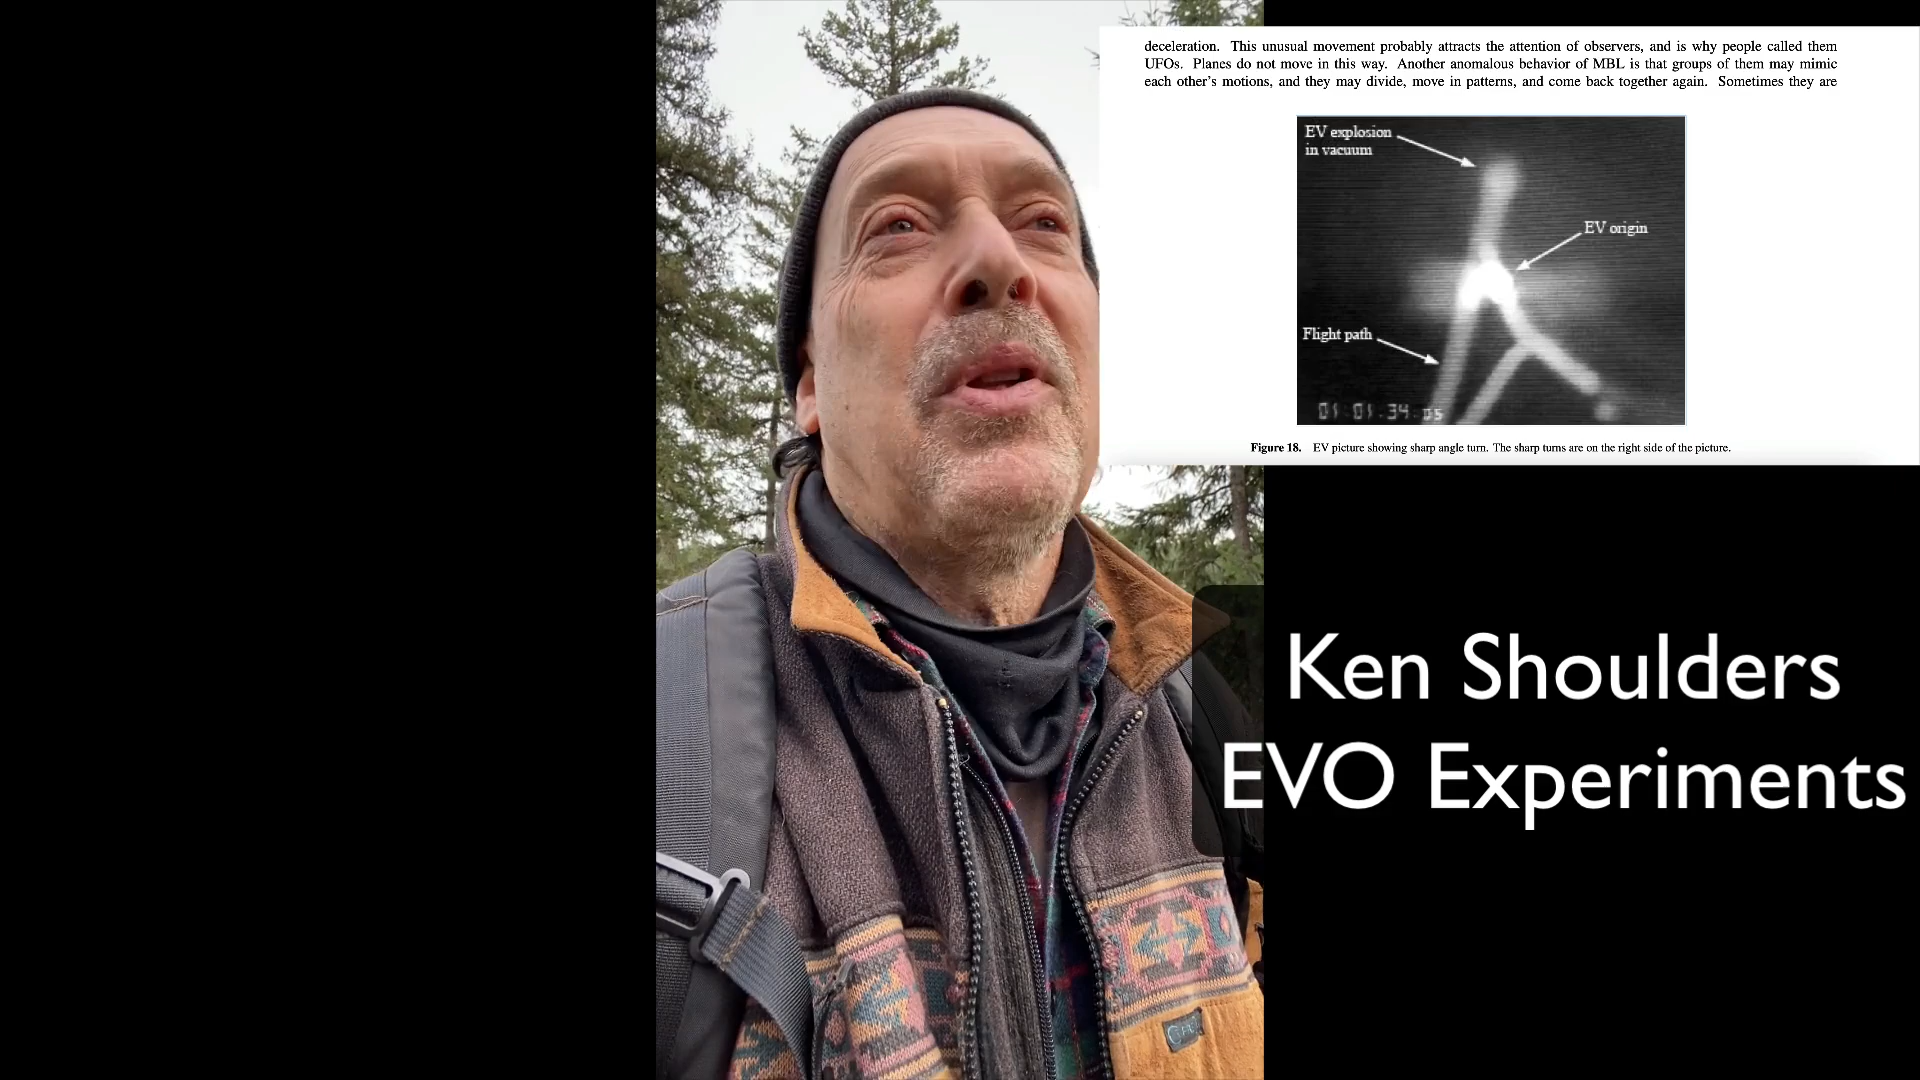 deceleration. This unusual movement probably attracts the attention of observers, and is why people called them
UFOs. Planes do not move in this way. Another anomalous behavior of MBL is that groups of them may mimic
each other's motions, and they may divide, move in patterns, and come back together again. Sometimes they are
EV explosion
in vacuum
EV origin
Flight path
01:01:34:05
Figure 18. EV picture showing sharp angle turn. The sharp turns are on the right side of the picture.
Ken Shoulders
EVO Experiments